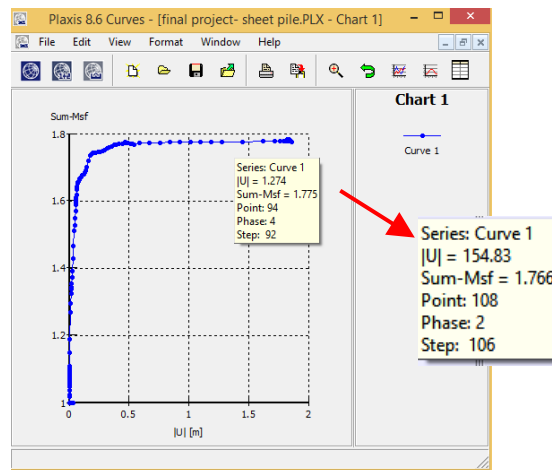 Plaxis 8.6 Curves - [final project- sheet pile.PLX - Chart 1]
File Edit View Format Window Help
Chart 1
Curve 1
Sum-Msf
1.8
1.6
1.4
1.2
1
0 0.5 1 1.5 2
|U| [m]
Series: Curve 1
|U| = 1.274
Sum-Msf = 1.775
Point: 94
Phase: 4
Step: 92
Series: Curve 1
|U| = 154.83
Sum-Msf = 1.766
Point: 108
Phase: 2
Step: 106